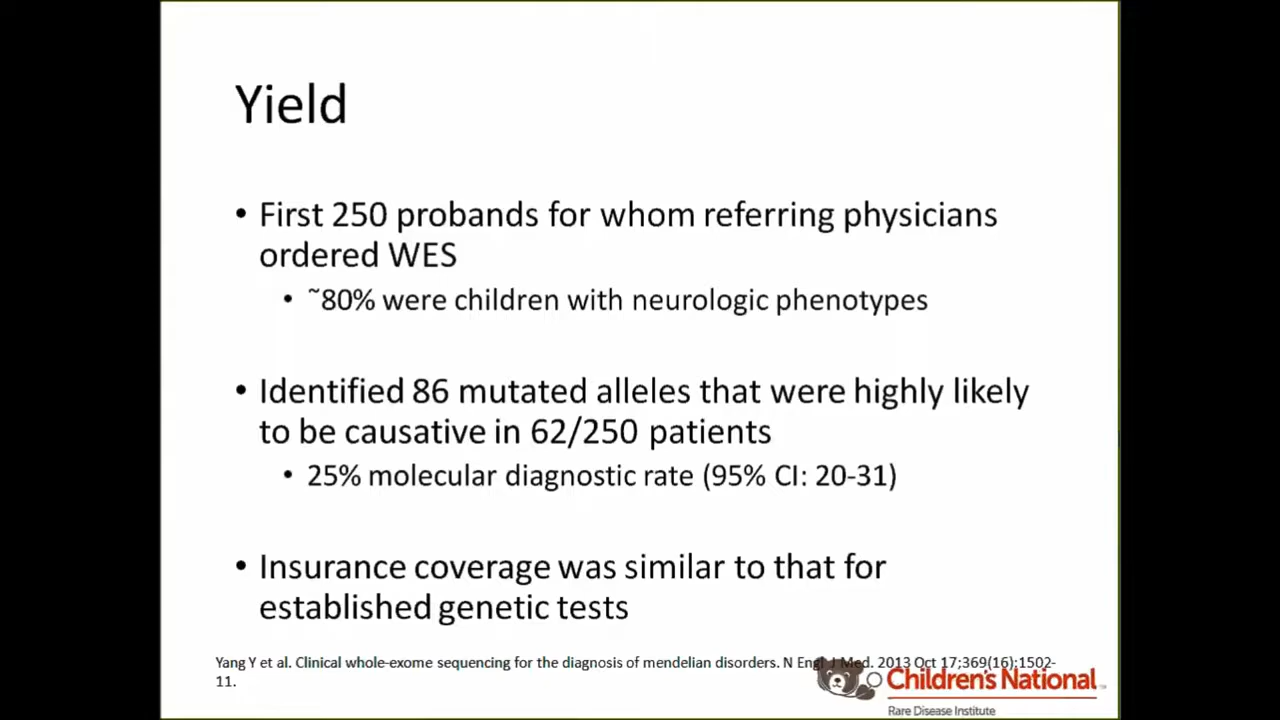 Yield
• First 250 probands for whom referring physicians
ordered WES
• ~80% were children with neurologic phenotypes
• Identified 86 mutated alleles that were highly likely
to be causative in 62/250 patients
• 25% molecular diagnostic rate (95% CI: 20-31)
• Insurance coverage was similar to that for
established genetic tests
Yang Y et al. Clinical whole-exome sequencing for the diagnosis of mendelian disorders. N Engl J Med. 2013 Oct 17;369(16):1502-
11.
Children's National
Rare Disease Institute